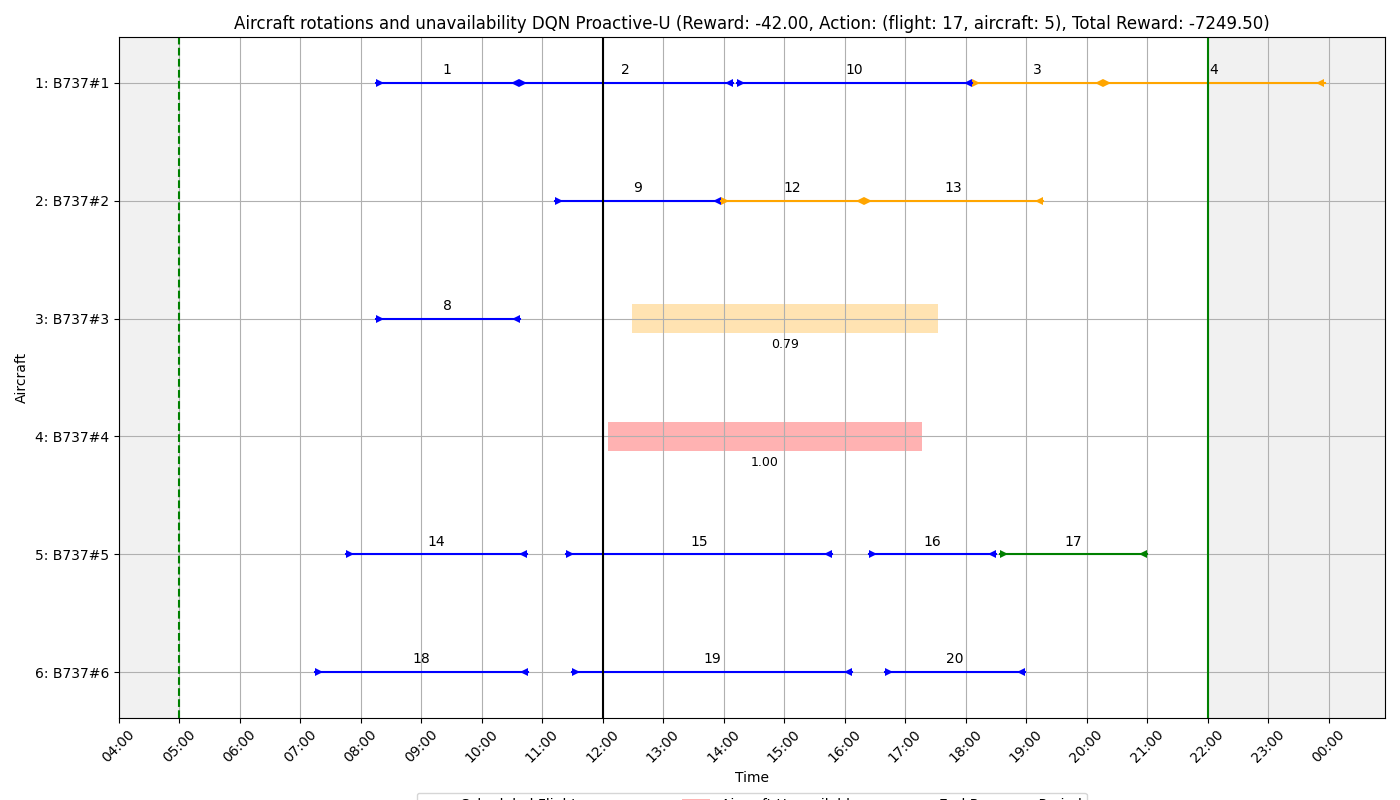 Aircraft rotations and unavailability DQN Proactive-U (Reward: -42.00, Action: (flight: 17, aircraft: 5), Total Reward: -7249.50)
1: B737#1
1 2 10 3 4
2: B737#2
9 12 13
3: B737#3
8
0.79
4: B737#4
1.00
5: B737#5
14 15 16 17
6: B737#6
18 19 20
Aircraft
04:00 05:00 06:00 07:00 08:00 09:00 10:00 11:00 12:00 13:00 14:00 15:00 16:00 17:00 18:00 19:00 20:00 21:00 22:00 23:00 00:00
Time